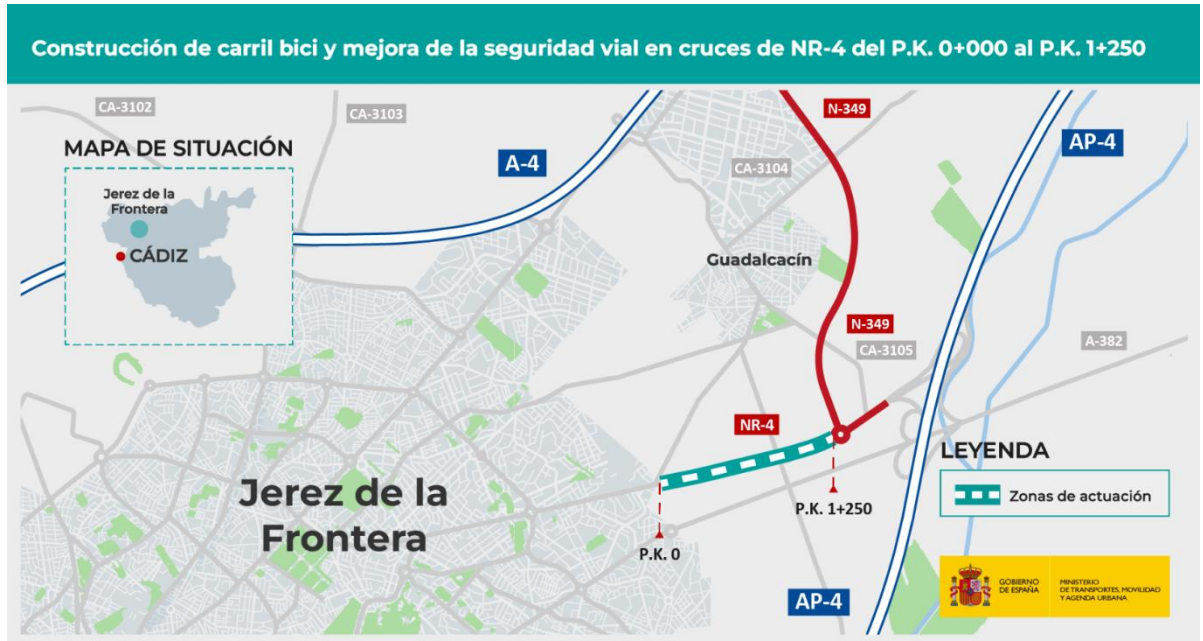 Construcción de carril bici y mejora de la seguridad vial en cruces de NR-4 del P.K. 0+000 al P.K. 1+250
CA-3102
CA-3103
N-349
MAPA DE SITUACIÓN
A-4
AP-4
CA-3104
Jerez de la
Frontera
CÁDIZ
Guadalcacín
N-349
CA-3105
A-382
NR-4
LEYENDA
Zonas de actuación
Jerez de la
Frontera
P.K. 1+250
P.K. 0
AP-4
GOBIERNO
DE ESPAÑA
MINISTERIO
DE TRANSPORTES, MOVILIDAD
Y AGENDA URBANA